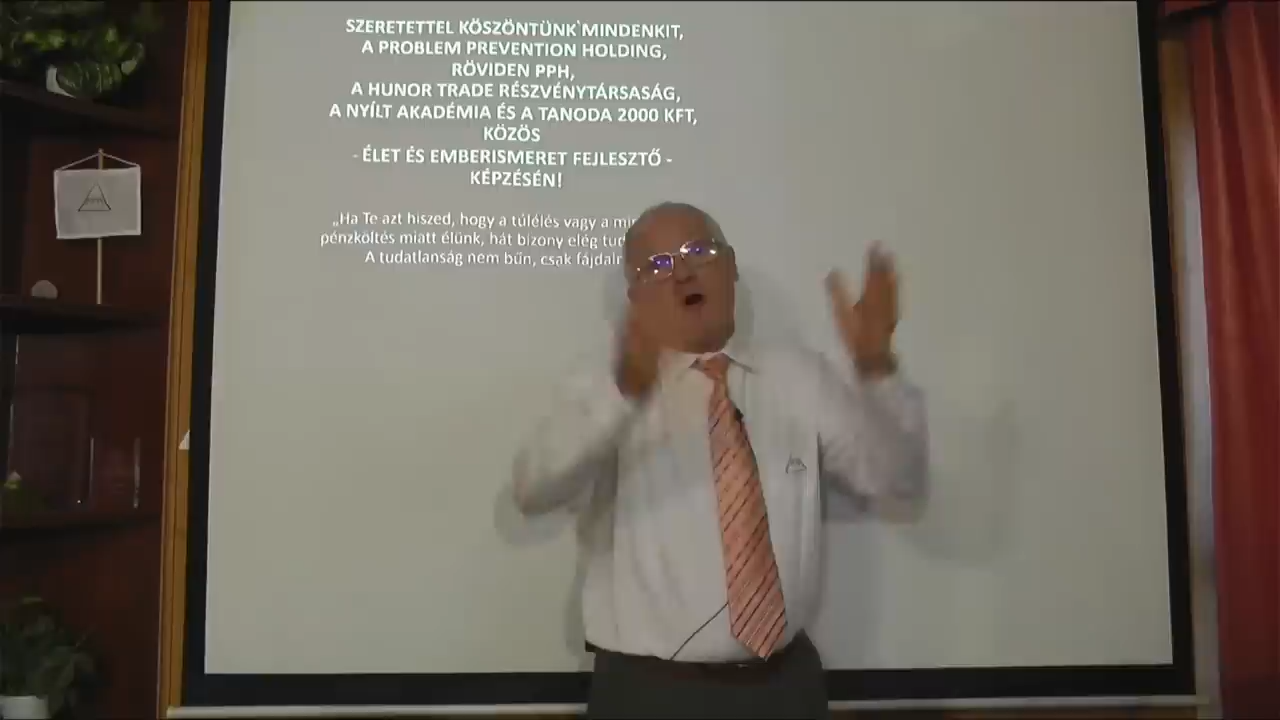 SZERETETTEL KÖSZÖNTÜNK MINDENKIT,
A PROBLEM PREVENTION HOLDING,
RÖVIDEN PPH,
A HUNOR TRADE RÉSZVÉNYTÁRSASÁG,
A NYÍLT AKADÉMIA ÉS A TANODA 2000 KFT,
KÖZÖS
- ÉLET ÉS EMBERISMERET FEJLESZTŐ -
KÉPZÉSÉN!
„Ha Te azt hiszed, hogy a túlélés vagy a
pénzköltés miatt élünk, hát bizony elég
A tudatlanság nem bűn, csak